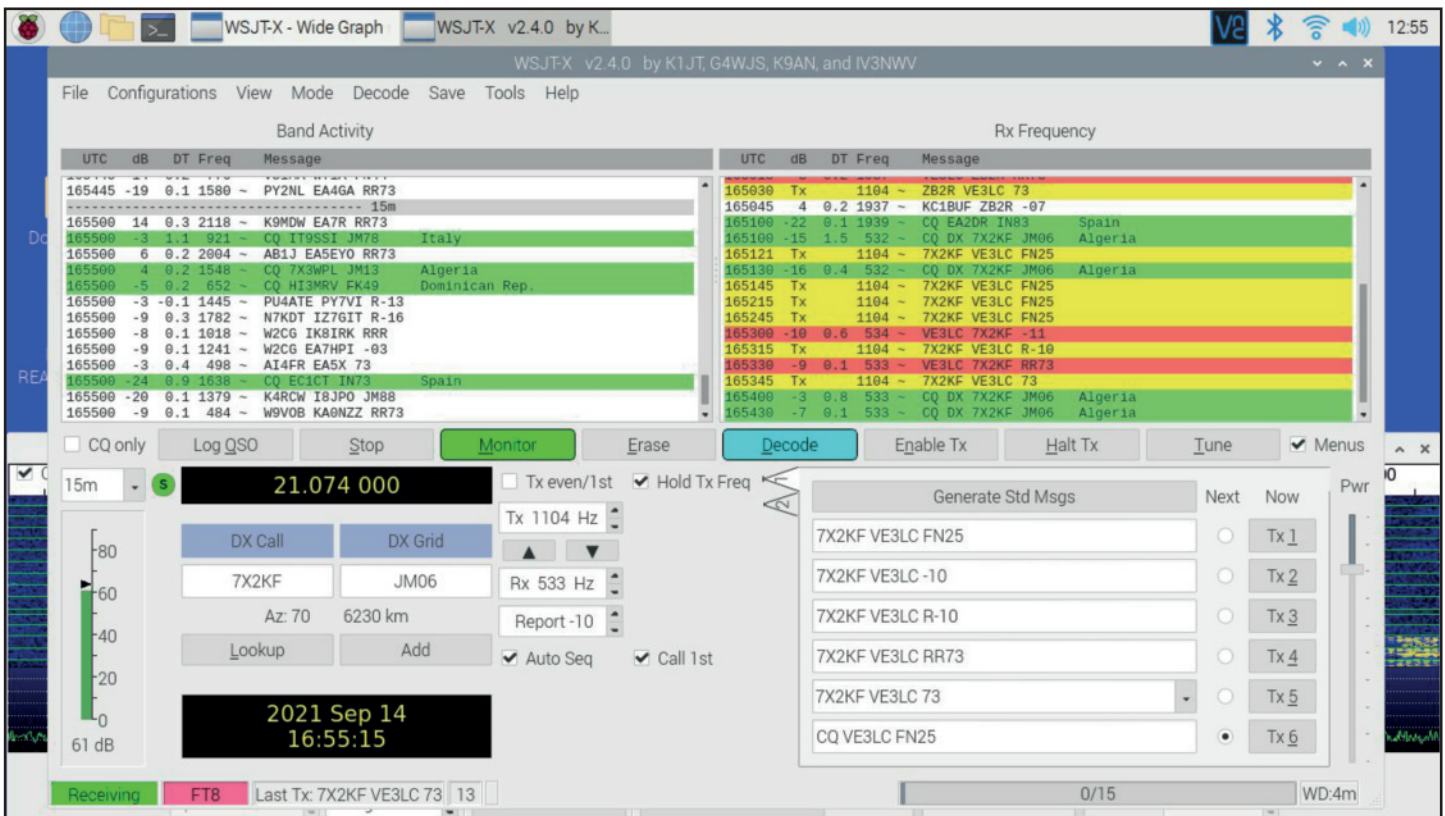 WSJT-X - Wide Graph
WSJT-X v2.4.0 by K...
12:55
WSJT-X v2.4.0 by K1JT, G4WJS, K9AN, and IV3NWV
File Configurations View Mode Decode Save Tools Help
Band Activity
UTC dB DT Freq Message
165445 -19 0.1 1580 ~ PY2NL EA4GA RR73
------------------------------------ 15m
165500 14 0.3 2118 ~ K9MDW EA7R RR73
165500 -3 1.1 921 ~ CQ IT9SSI JM78 Italy
165500 6 0.2 2004 ~ AB1J EA5EYO RR73
165500 4 0.2 1548 ~ CQ 7X3WPL JM13 Algeria
165500 -5 0.2 652 ~ CQ HI3MRV FK49 Dominican Rep.
165500 -3 -0.1 1445 ~ PU4ATE PY7VI R-13
165500 -9 0.3 1782 ~ N7KDT IZ7GIT R-16
165500 -8 0.1 1018 ~ W2CG IK8IRK RRR
165500 -9 0.1 1241 ~ W2CG EA7HPI -03
165500 -3 0.4 498 ~ AI4FR EA5X 73
165500 -24 0.9 1638 ~ CQ EC1CT IN73 Spain
165500 -20 0.1 1379 ~ K4RCW I8JPO JM88
165500 -9 0.1 484 ~ W9VOB KA0NZZ RR73
Rx Frequency
UTC dB DT Freq Message
165030 Tx 1104 ~ ZB2R VE3LC 73
165045 4 0.2 1937 ~ KC1BUF ZB2R -07
165100 -22 0.1 1939 ~ CQ EA2DR IN83 Spain
165100 -15 1.5 532 ~ CQ DX 7X2KF JM06 Algeria
165121 Tx 1104 ~ 7X2KF VE3LC FN25
165130 -16 0.4 532 ~ CQ DX 7X2KF JM06 Algeria
165145 Tx 1104 ~ 7X2KF VE3LC FN25
165215 Tx 1104 ~ 7X2KF VE3LC FN25
165245 Tx 1104 ~ 7X2KF VE3LC FN25
165300 -10 0.6 534 ~ VE3LC 7X2KF -11
165315 Tx 1104 ~ 7X2KF VE3LC R-10
165330 -9 0.1 533 ~ VE3LC 7X2KF RR73
165345 Tx 1104 ~ 7X2KF VE3LC 73
165400 -3 0.8 533 ~ CQ DX 7X2KF JM06 Algeria
165430 -7 0.1 533 ~ CQ DX 7X2KF JM06 Algeria
CQ only Log QSO Stop Monitor Erase Decode Enable Tx Halt Tx Tune Menus
15m
S
21.074 000
Tx even/1st
Hold Tx Freq
DX Call DX Grid
7X2KF JM06
Az: 70 6230 km
Lookup Add
Tx 1104 Hz
Rx 533 Hz
Report -10
Auto Seq Call 1st
80
60
40
20
0
61 dB
2021 Sep 14
16:55:15
1
2
Generate Std Msgs Next Now Pwr
7X2KF VE3LC FN25 Tx 1
7X2KF VE3LC -10 Tx 2
7X2KF VE3LC R-10 Tx 3
7X2KF VE3LC RR73 Tx 4
7X2KF VE3LC 73 Tx 5
CQ VE3LC FN25 Tx 6
Receiving FT8 Last Tx: 7X2KF VE3LC 73 13 0/15 WD:4m